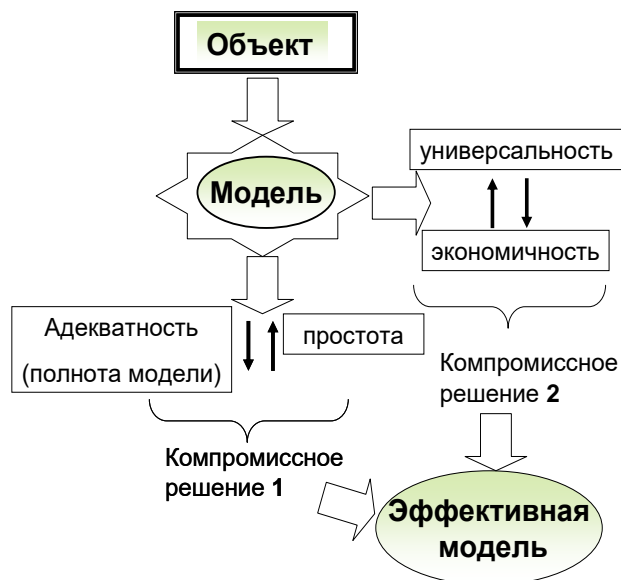 Объект
Модель
универсальность
экономичность
Адекватность
(полнота модели)
простота
Компромиссное
решение 1
Компромиссное
решение 2
Эффективная
модель